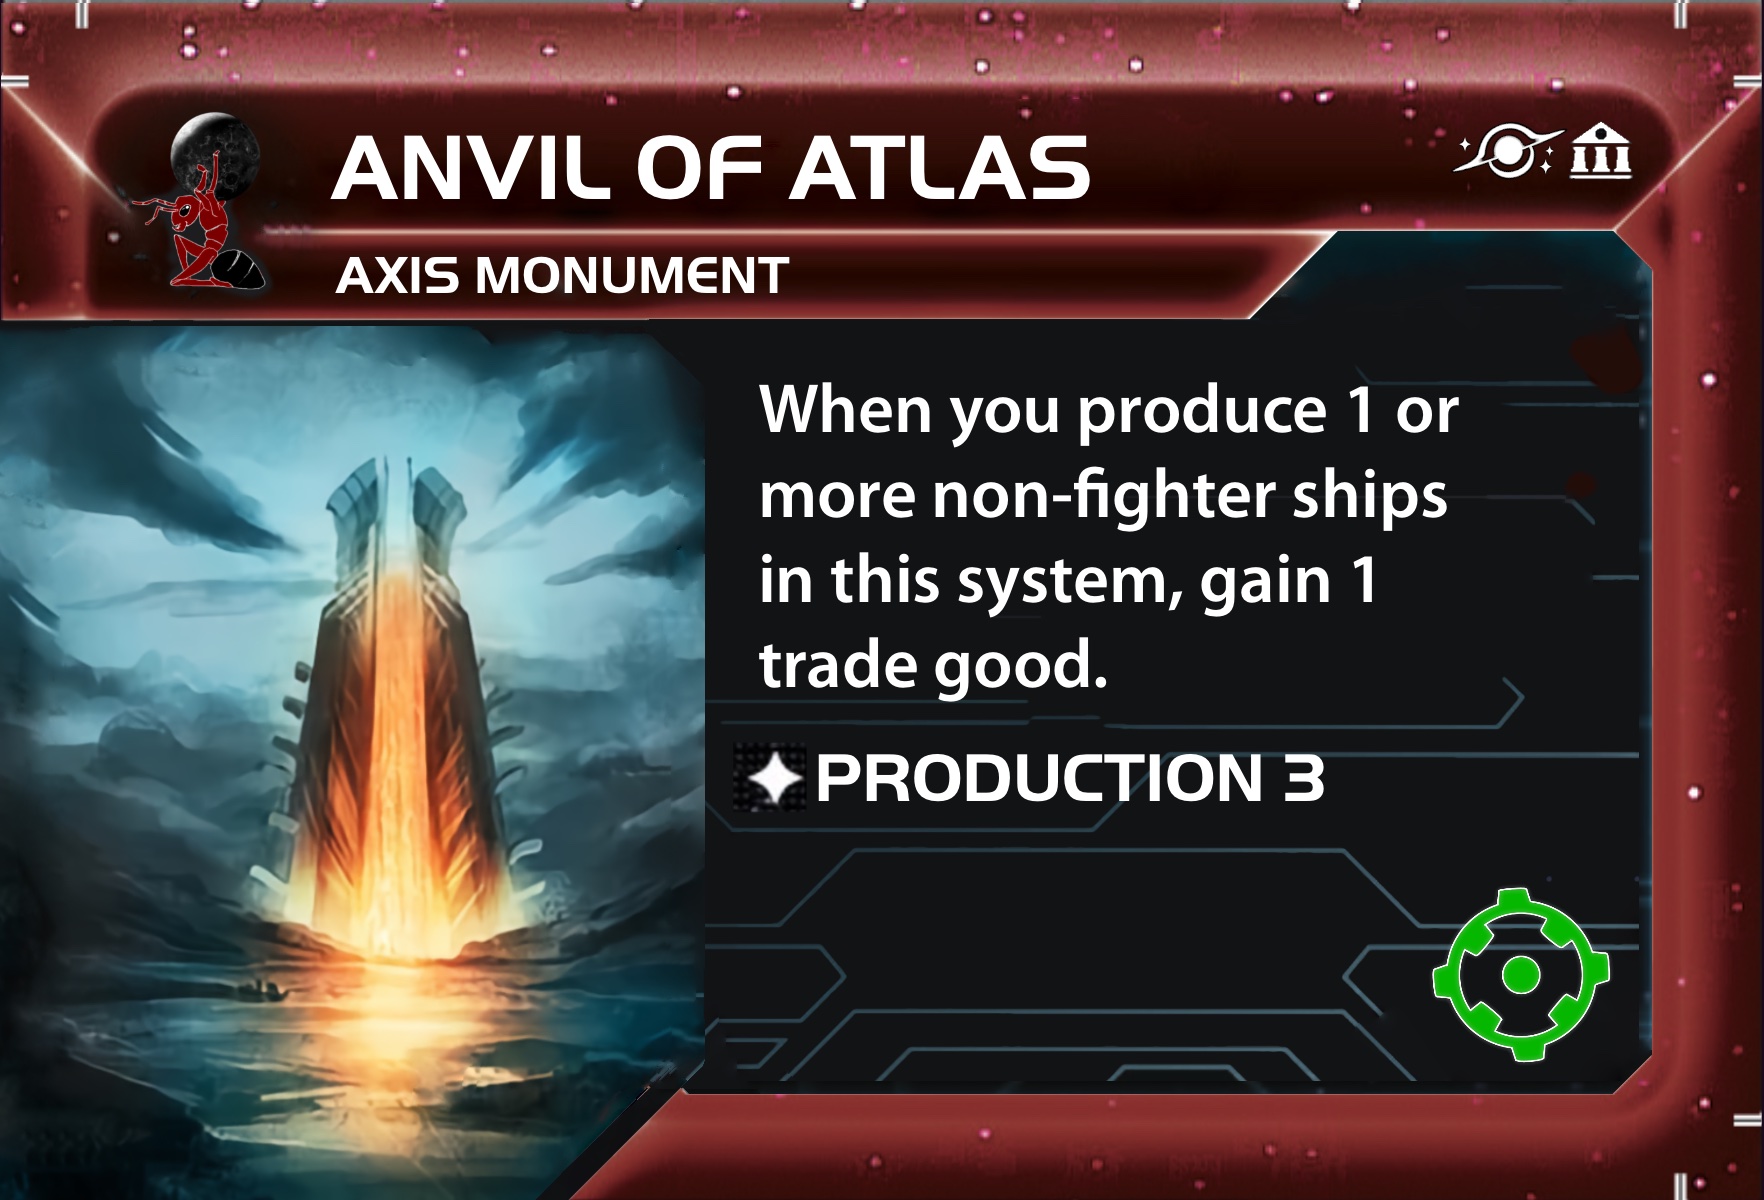 ANVIL OF ATLAS
AXIS MONUMENT
When you produce 1 or
more non-fighter ships
in this system, gain 1
trade good.
PRODUCTION 3